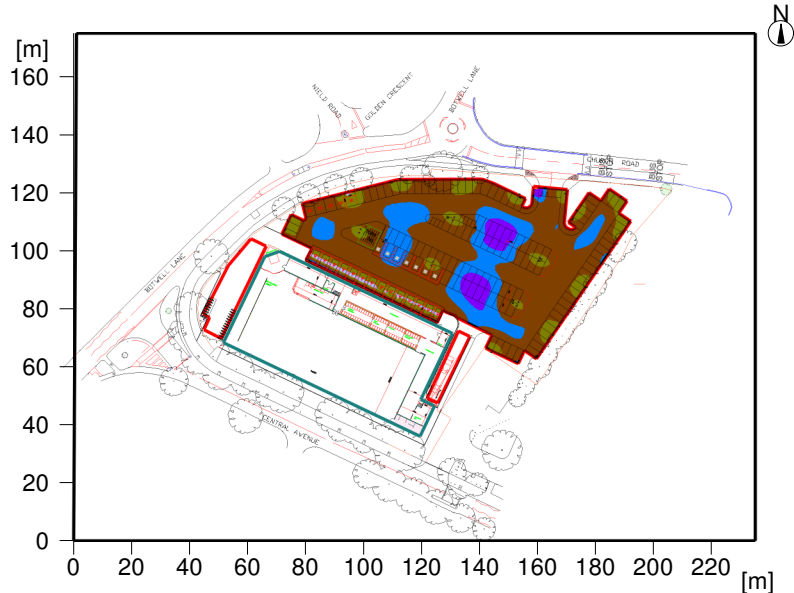 N
[m]
160
140
120
100
80
60
40
20
0
0 20 40 60 80 100 120 140 160 180 200 220
[m]
NIELD ROAD
GOLDEN CRESCENT
BOTWELL LANE
CHURCH ROAD
BOTWELL LANE
CENTRAL AVENUE